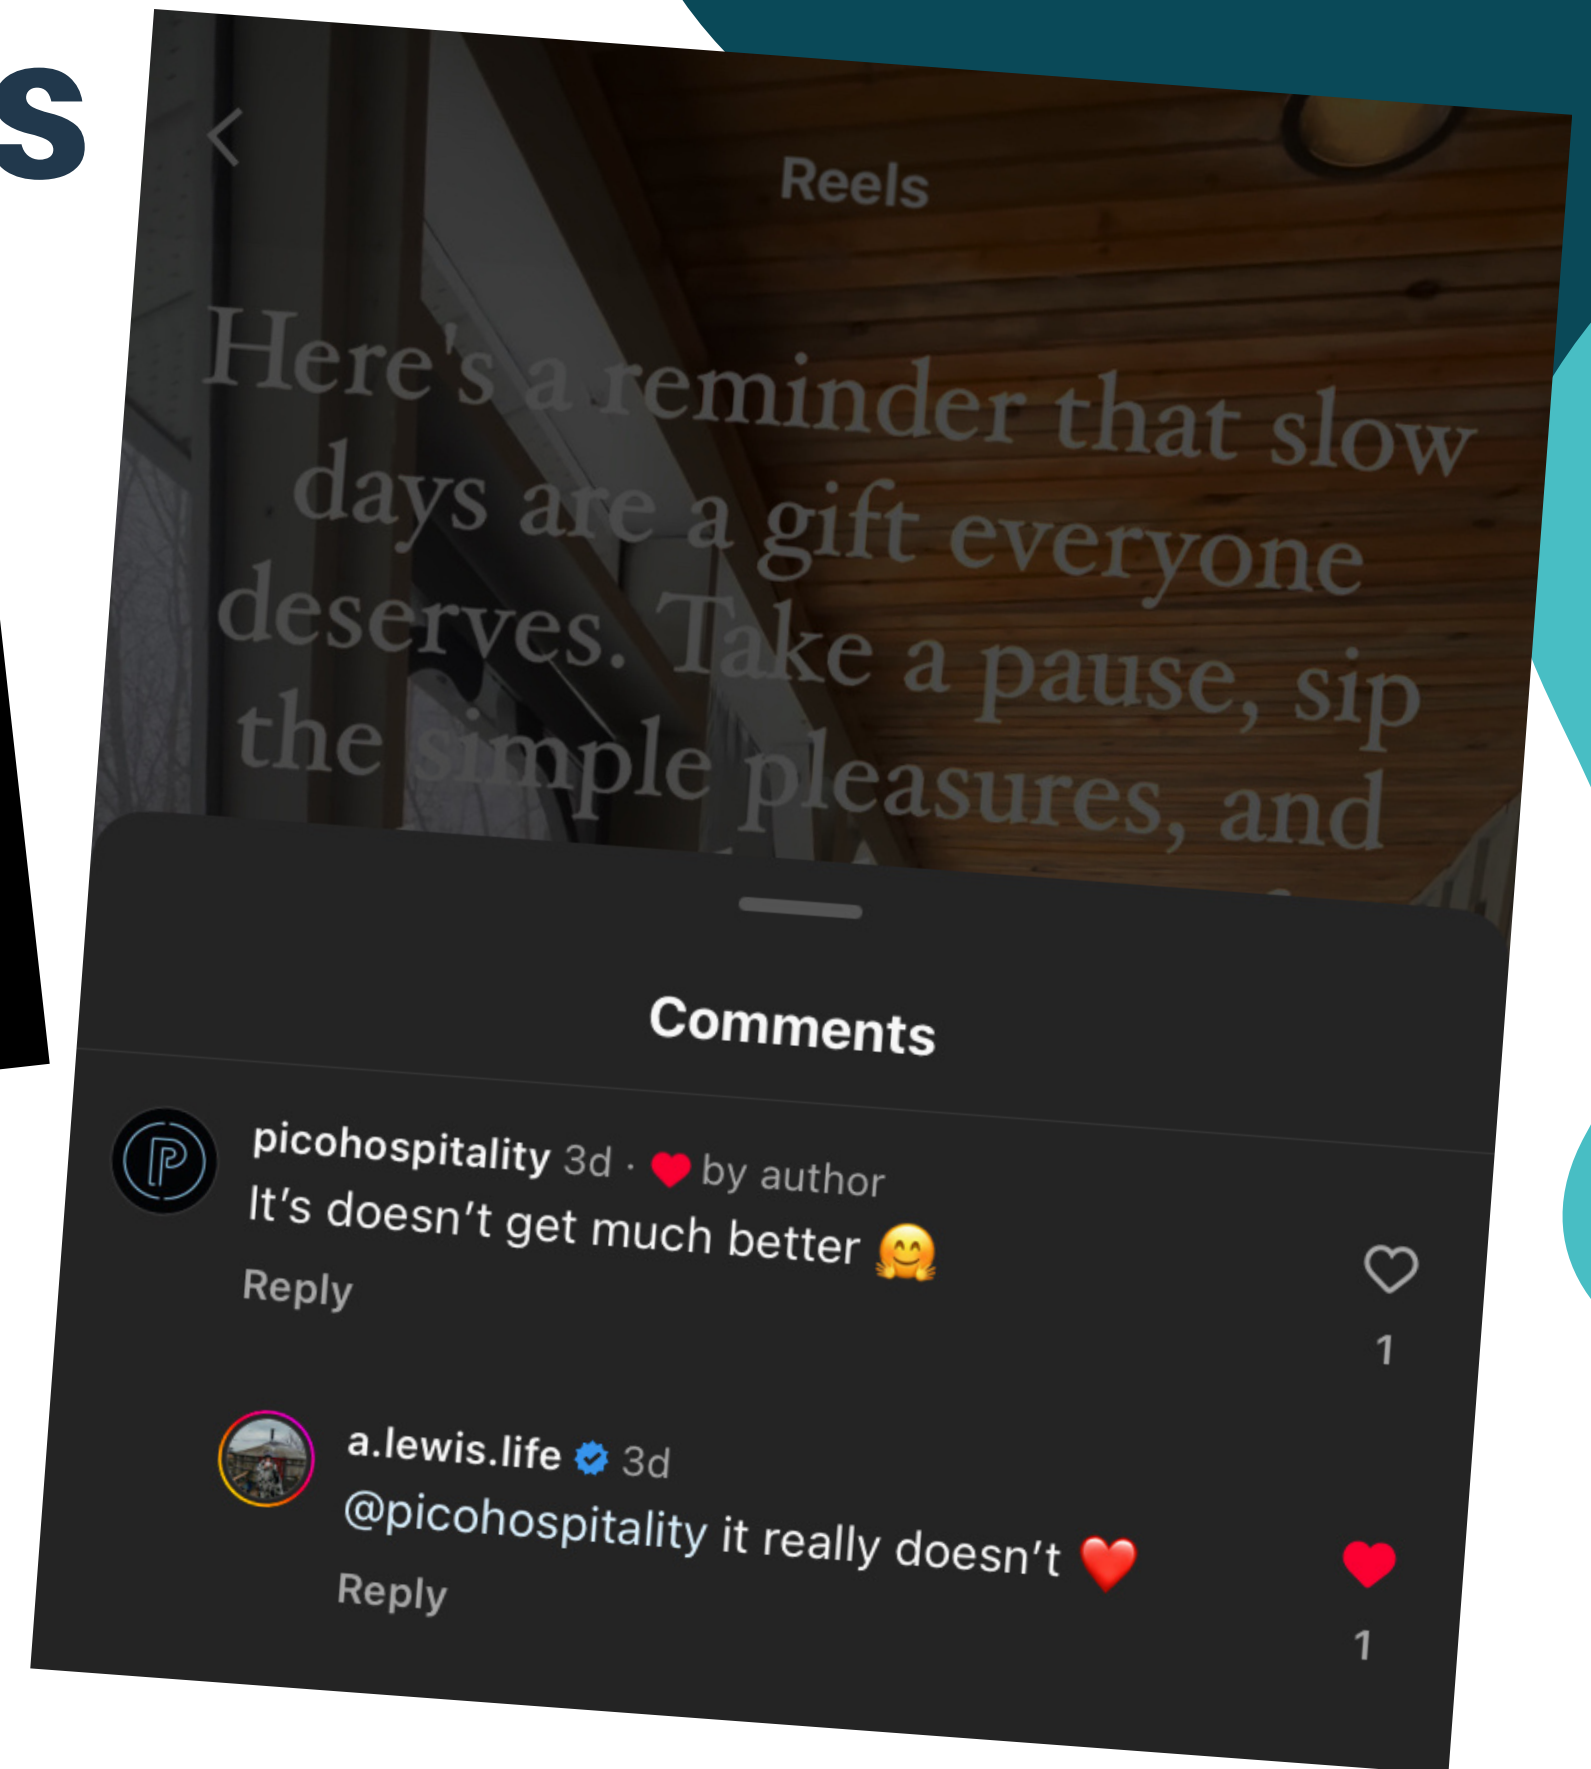 s
Reels
Here's a reminder that slow
days are a gift everyone
deserves. Take a pause, sip
the simple pleasures, and
Comments
picohospitality 3d · ❤️ by author
It's doesn't get much better 🤗
Reply
1
a.lewis.life 3d
@picohospitality it really doesn't ❤️
Reply
1